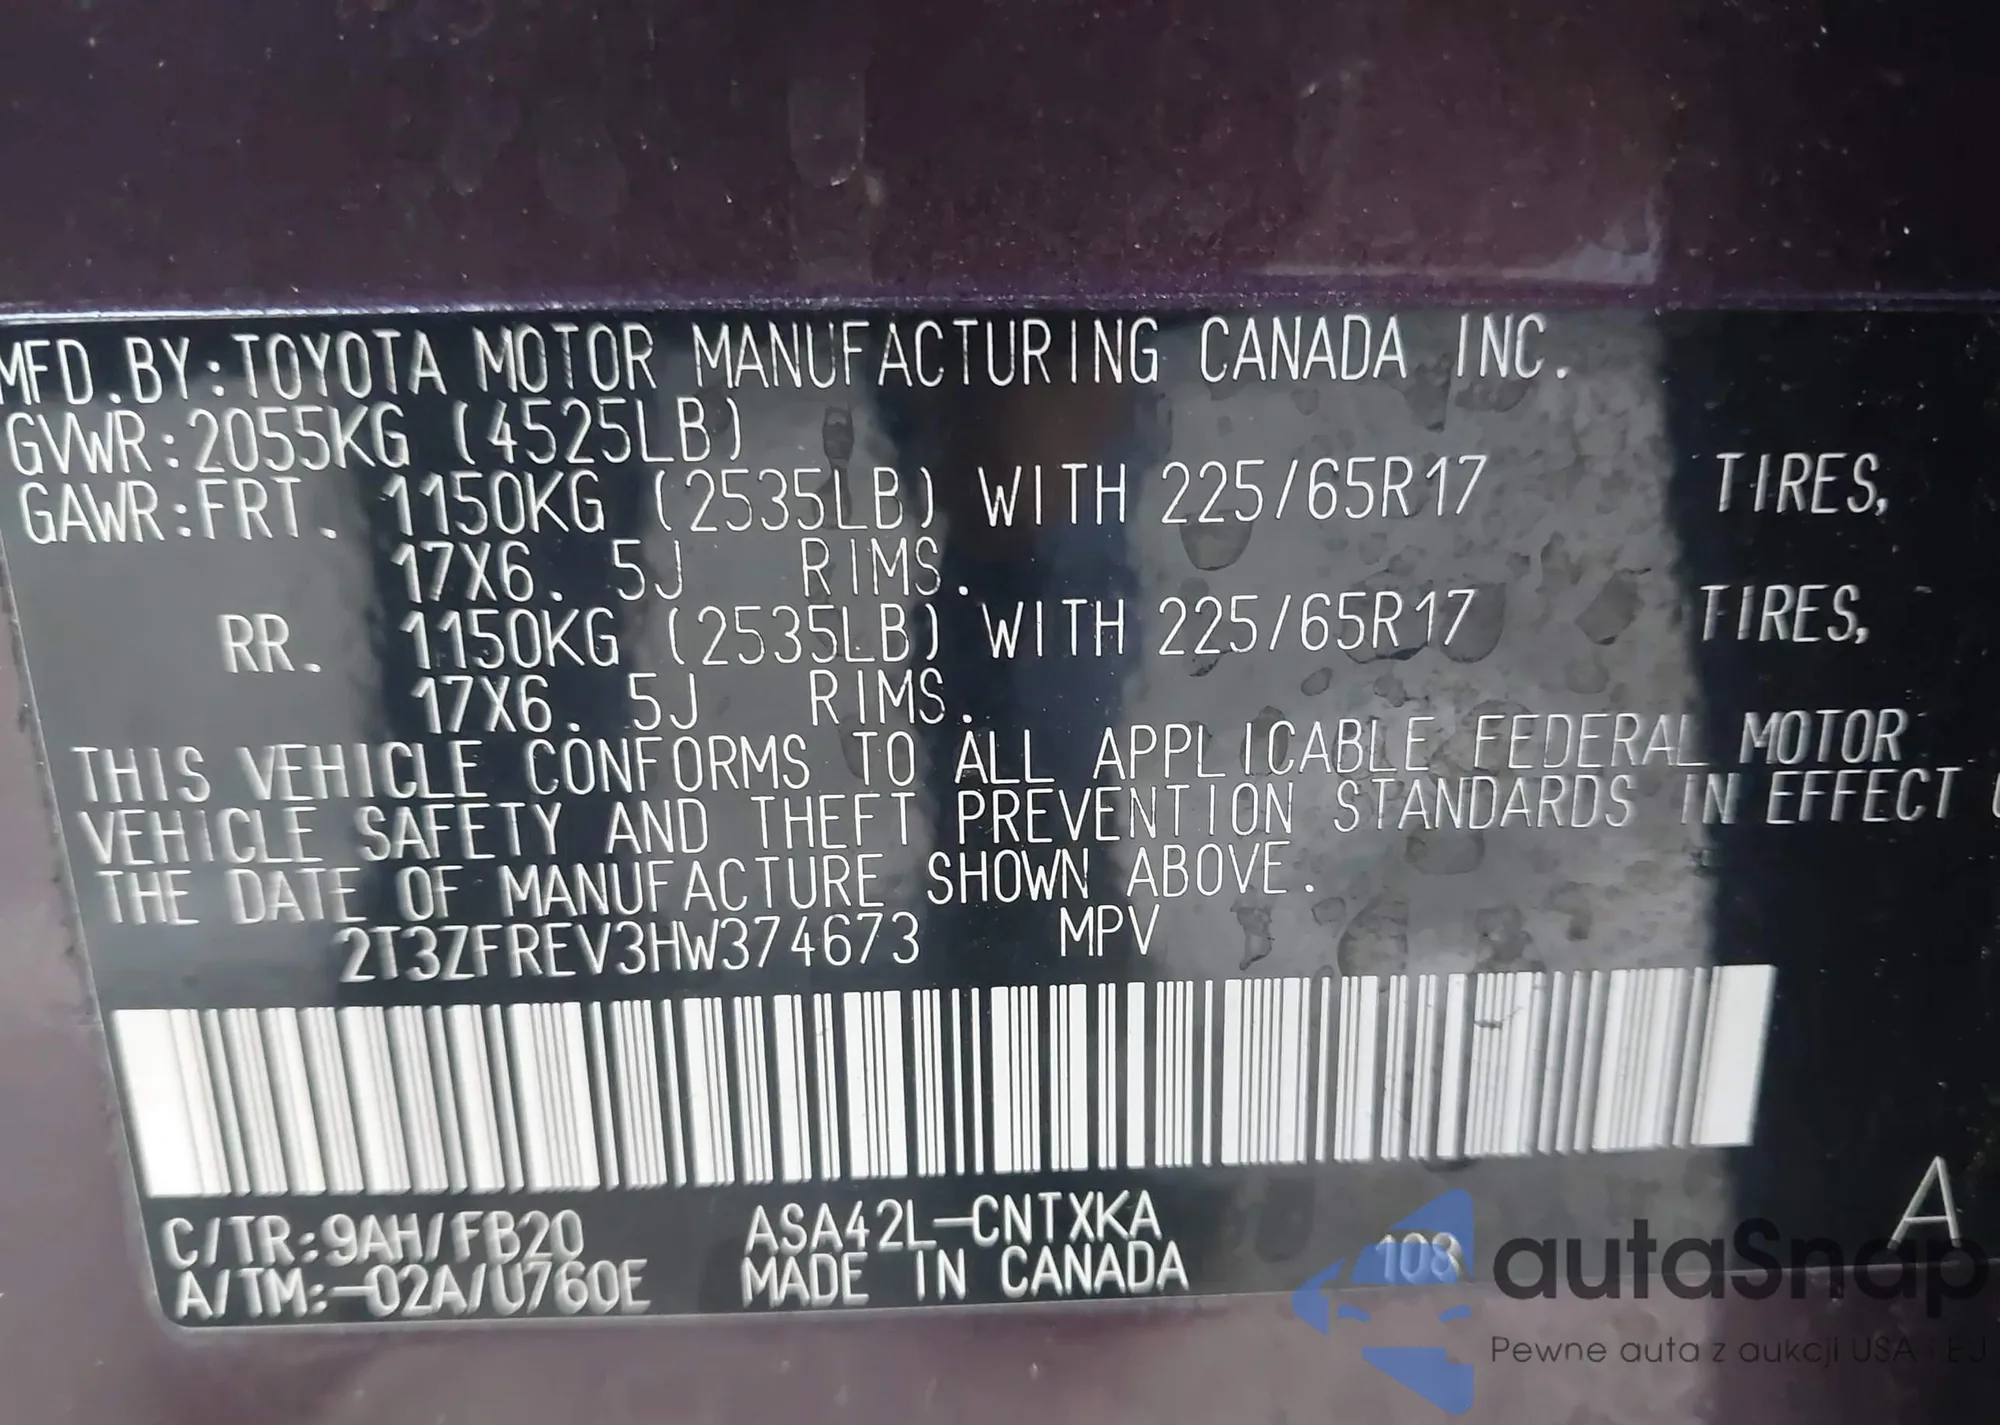 MFD.BY:TOYOTA MOTOR MANUFACTURING CANADA INC.
GVWR:2055KG (4525LB)
GAWR:FRT. 1150KG (2535LB) WITH 225/65R17 TIRES,
17X6. 5J RIMS.
RR. 1150KG (2535LB) WITH 225/65R17 TIRES,
17X6. 5J RIMS.
THIS VEHICLE CONFORMS TO ALL APPLICABLE FEDERAL MOTOR
VEHICLE SAFETY AND THEFT PREVENTION STANDARDS IN EFFECT
THE DATE OF MANUFACTURE SHOWN ABOVE.
2T3ZFREV3HW374673 MPV
C/TR:9AH/FB20 ASA42L-CNTXKA A
A/TM:-02A/U760E MADE IN CANADA 108
autaSnap
Pewne auta z aukcji USA i EJ